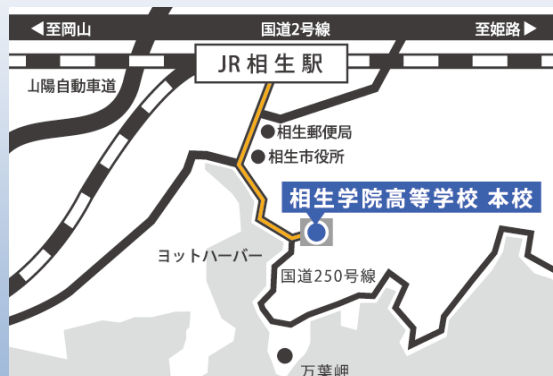 ◀至岡山
国道2号線
至姫路▶
JR相生駅
山陽自動車道
相生郵便局
相生市役所
相生学院高等学校 本校
ヨットハーバー
国道250号線
万葉岬